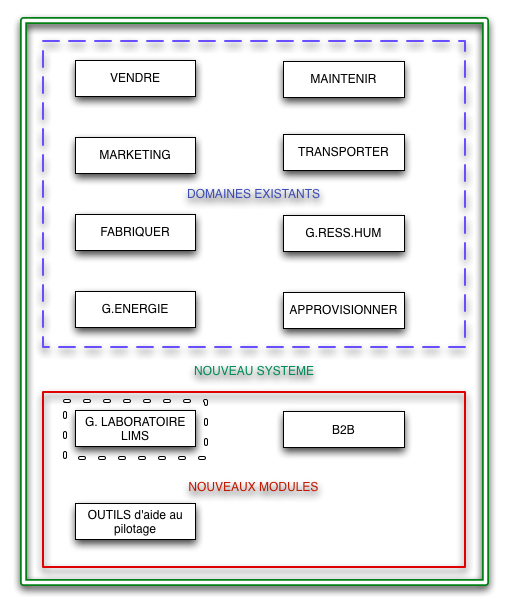 VENDRE
MAINTENIR
MARKETING
TRANSPORTER
DOMAINES EXISTANTS
FABRIQUER
G.RESS.HUM
G.ENERGIE
APPROVISIONNER
NOUVEAU SYSTEME
G. LABORATOIRE
LIMS
B2B
NOUVEAUX MODULES
OUTILS d'aide au
pilotage